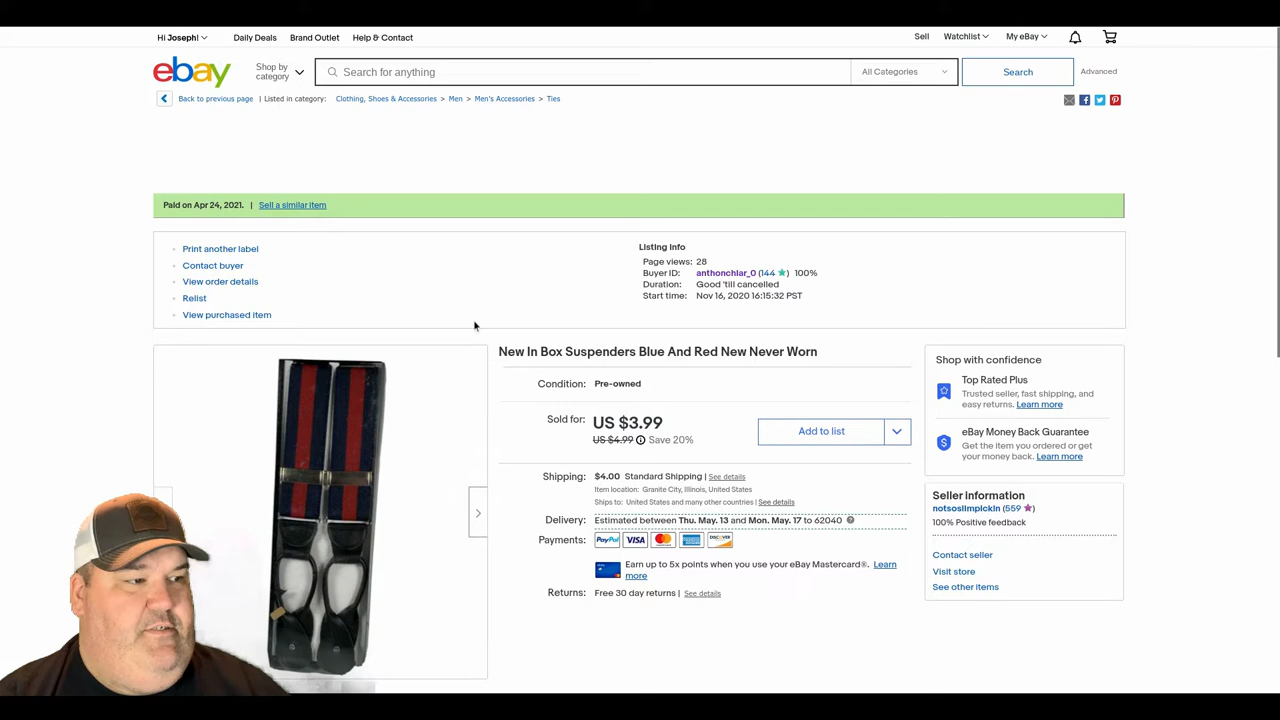 Hi Joseph!
Daily Deals
Brand Outlet
Help & Contact
Sell
Watchlist
My eBay
ebay
Shop by
category
Search for anything
All Categories
Search
Advanced
Back to previous page | Listed in category: Clothing, Shoes & Accessories > Men > Men's Accessories > Ties
Paid on Apr 24, 2021. | Sell a similar item
Print another label
Contact buyer
View order details
Relist
View purchased item
Listing Info
Page views: 28
Buyer ID: anthonchlar_0 (144 ) 100%
Duration: Good 'till cancelled
Start time: Nov 16, 2020 16:15:32 PST
New In Box Suspenders Blue And Red New Never Worn
Condition: Pre-owned
Sold for: US $3.99
US $4.99 Save 20%
Add to list
Shipping: $4.00 Standard Shipping | See details
Item location: Granite City, Illinois, United States
Ships to: United States and many other countries | See details
Delivery: Estimated between Thu. May. 13 and Mon. May. 17 to 62040
Payments: PayPal VISA DISCOVER
Earn up to 5x points when you use your eBay Mastercard®. Learn
more
Returns: Free 30 day returns | See details
Shop with confidence
Top Rated Plus
Trusted seller, fast shipping, and
easy returns. Learn more
eBay Money Back Guarantee
Get the item you ordered or get
your money back. Learn more
Seller information
notsoslimpickin (559 )
100% Positive feedback
Contact seller
Visit store
See other items